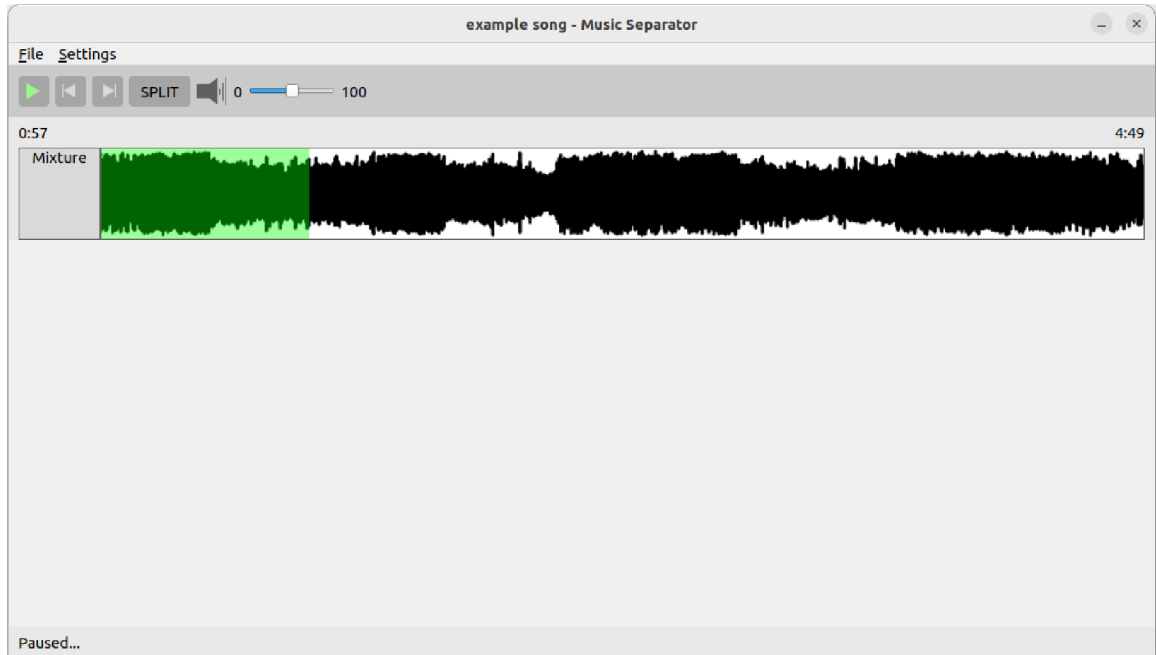 example song - Music Separator
File Settings
SPLIT 0 100
0:57 4:49
Mixture
Paused...